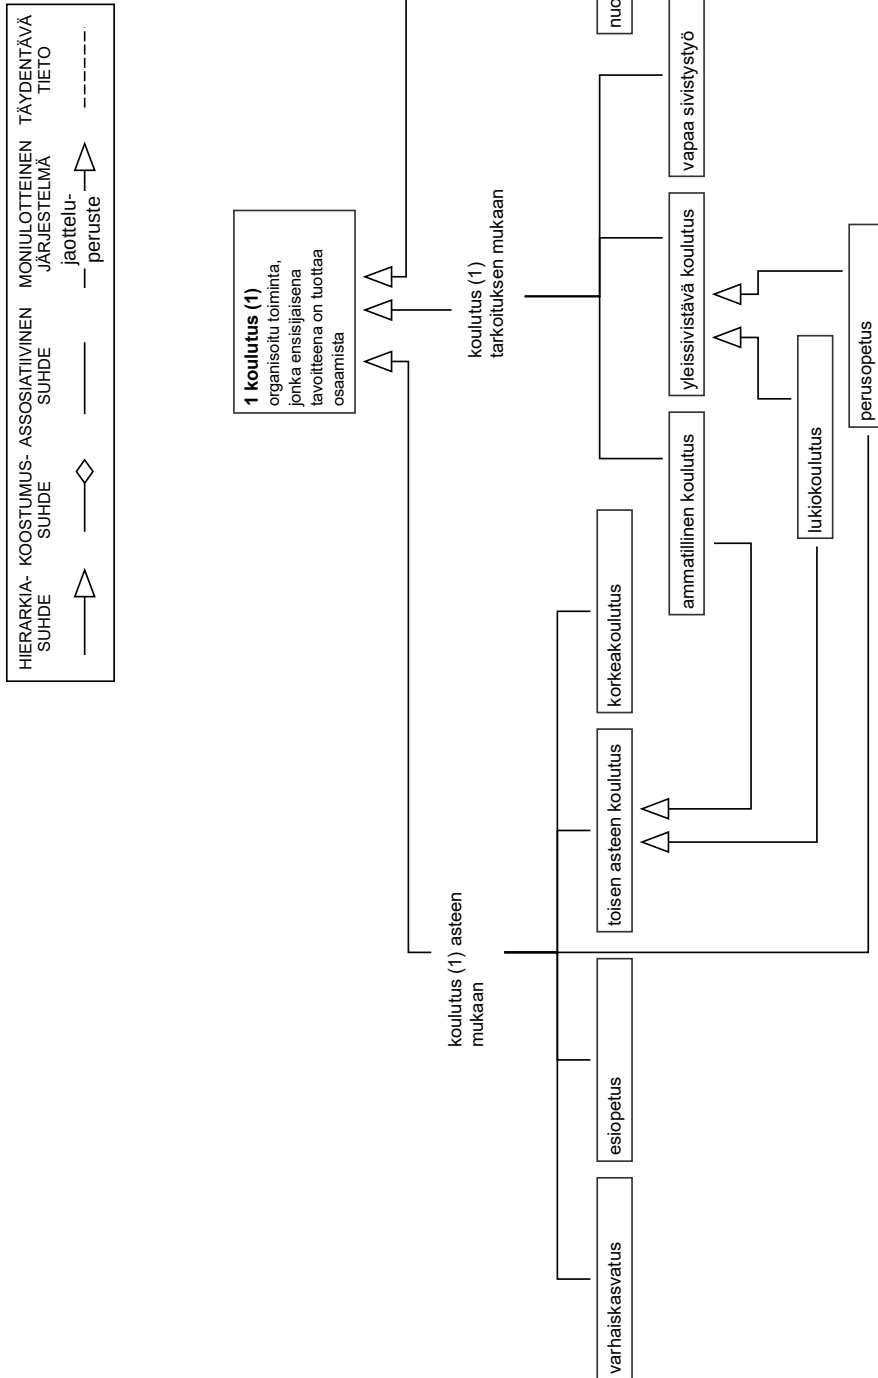 HIERARKIA-
SUHDE
KOOSTUMUS-
SUHDE
ASSOSIATIIVINEN
SUHDE
MONIULOTTEINEN
JÄRJESTELMÄ
jaottelu-
peruste
TÄYDENTÄVÄ
TIETO
1 koulutus (1)
organisoitu toiminta,
jonka ensisijaisena
tavoitteena on tuottaa
osaamista
koulutus (1) asteen
mukaan
koulutus (1)
tarkoituksen mukaan
varhaiskasvatus
esiopetus
toisen asteen koulutus
korkeakoulutus
nuo
ammatillinen koulutus
yleissivistävä koulutus
vapaa sivistystyö
lukiokoulutus
perusopetus